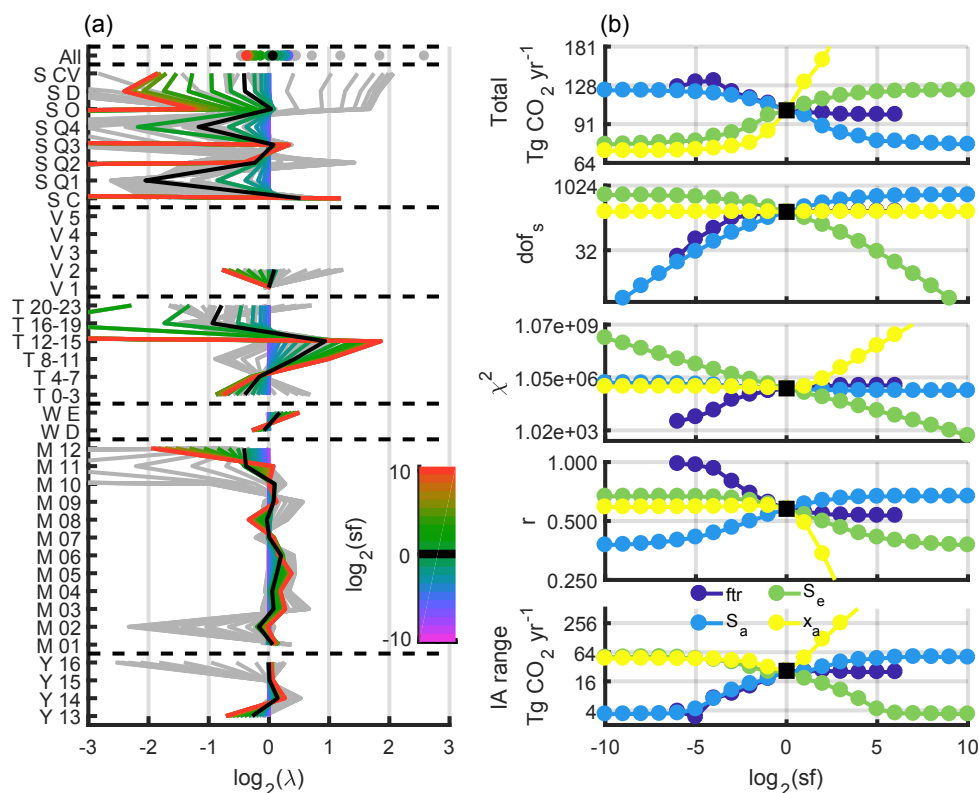 (a)
All
S CV
S D
S O
S Q4
S Q3
S Q2
S Q1
S C
V 5
V 4
V 3
V 2
V 1
T 20-23
T 16-19
T 12-15
T 8-11
T 4-7
T 0-3
W E
W D
M 12
M 11
M 10
M 09
M 08
M 07
M 06
M 05
M 04
M 03
M 02
M 01
Y 16
Y 15
Y 14
Y 13
-3 -2 -1 0 1 2 3
log2(λ)
10
0
-10
log2(sf)
(b)
Total
Tg CO2 yr-1
181
128
91
64
dofs
1024
32
χ2
1.07e+09
1.05e+06
1.02e+03
r
1.000
0.500
0.250
ftr Se
Sa xa
IA range
Tg CO2 yr-1
256
64
16
4
-10 -5 0 5 10
log2(sf)